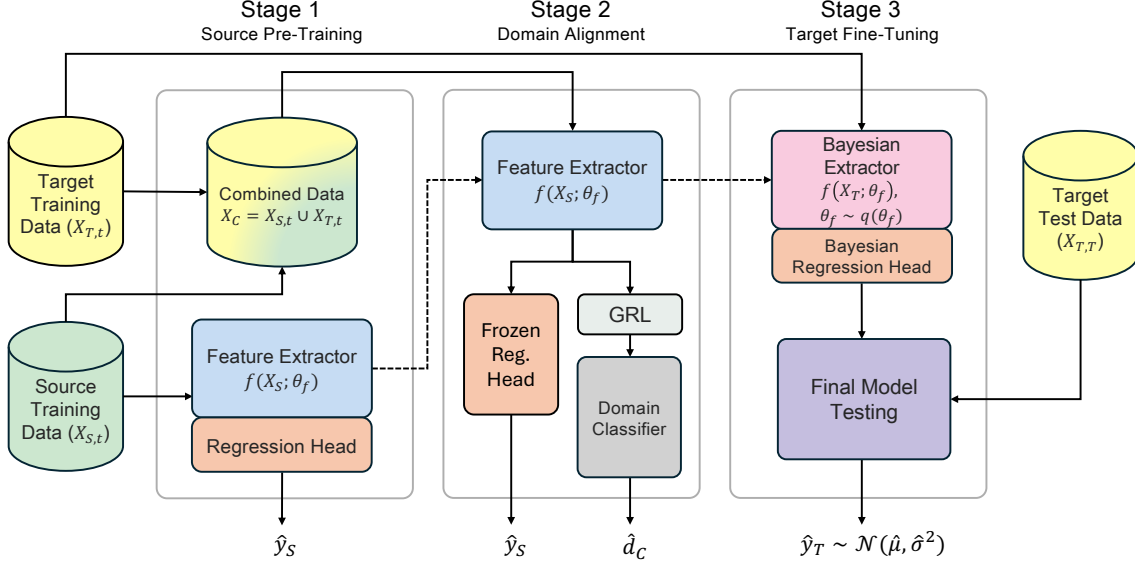 Stage 1
Source Pre-Training
Stage 2
Domain Alignment
Stage 3
Target Fine-Tuning
Target
Training
Data (X_{T,t})
Combined Data
X_C = X_{S,t} ∪ X_{T,t}
Source
Training
Data (X_{S,t})
Feature Extractor
f(X_S; θ_f)
Regression Head
ŷ_S
Feature Extractor
f(X_S; θ_f)
Frozen
Reg.
Head
GRL
Domain
Classifier
ŷ_S
d̂_C
Bayesian
Extractor
f(X_T; θ_f),
θ_f ~ q(θ_f)
Bayesian
Regression Head
Final Model
Testing
ŷ_T ~ 𝒩(μ̂, σ̂²)
Target
Test Data
(X_{T,T})